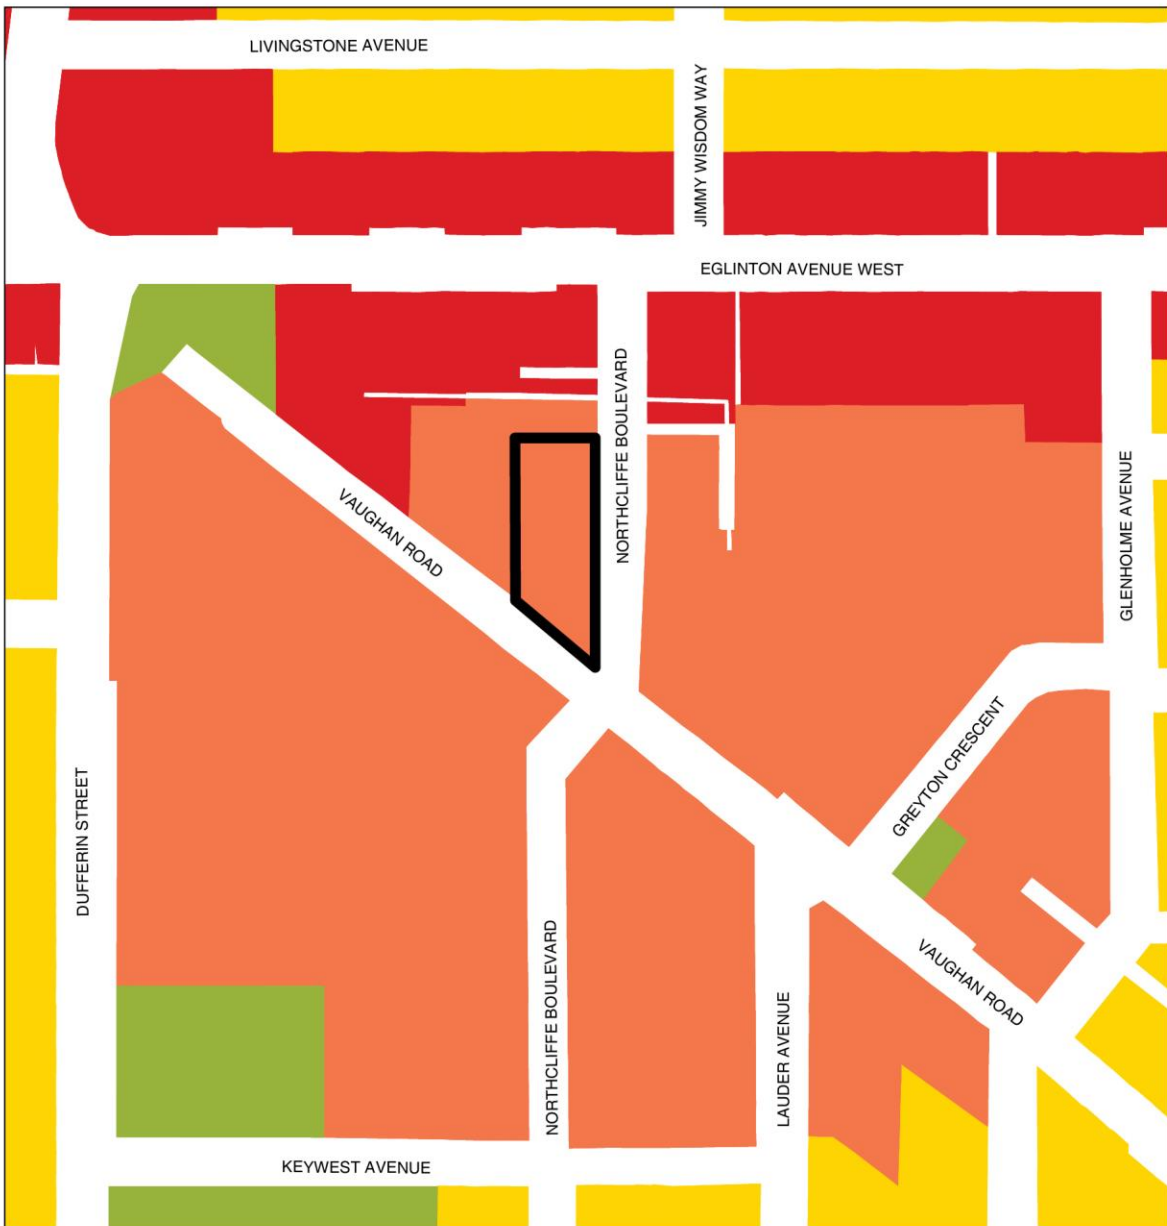 LIVINGSTONE AVENUE
JIMMY WISDOM WAY
EGLINTON AVENUE WEST
NORTHCLIFFE BOULEVARD
VAUGHAN ROAD
GLENHOLME AVENUE
GREYTON CRESCENT
DUFFERIN STREET
NORTHCLIFFE BOULEVARD
LAUDER AVENUE
VAUGHAN ROAD
KEYWEST AVENUE